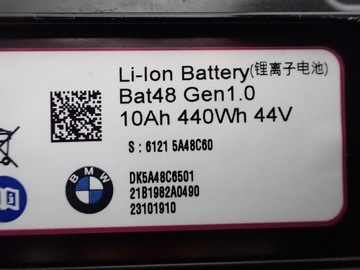 Li-Ion Battery(锂离子电池)
Bat48 Gen1.0
10Ah 440Wh 44V
S : 6121 5A48C60
BMW
DK5A48C6501
21B1982A0490
23101910